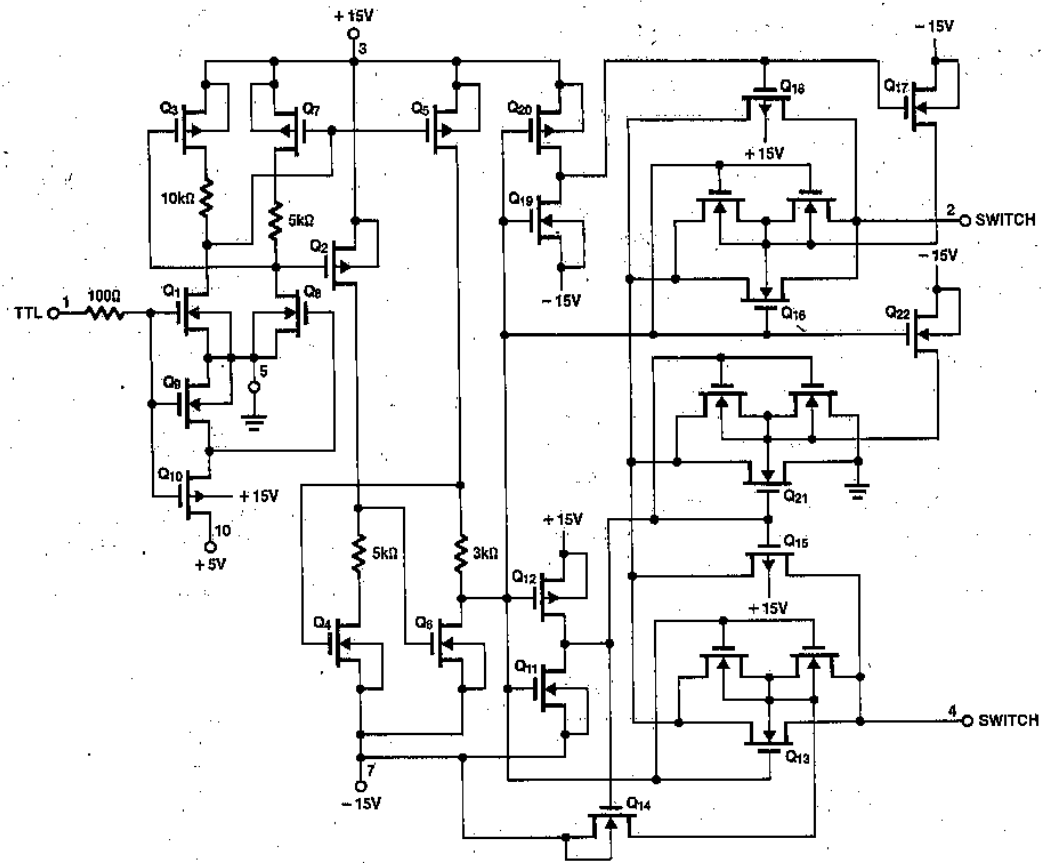 + 15V
3
– 15V
Q3
Q7
Q5
Q20
Q18
Q17
+ 15V
10kΩ
5kΩ
Q19
Q2
2
SWITCH
– 15V
– 15V
TTL
1
100Ω
Q1
Q8
Q16
Q22
5
Q9
Q10
+ 15V
10
+ 5V
Q21
+ 15V
5kΩ
3kΩ
Q15
Q12
+ 15V
Q4
Q6
Q11
4
SWITCH
Q13
7
– 15V
Q14